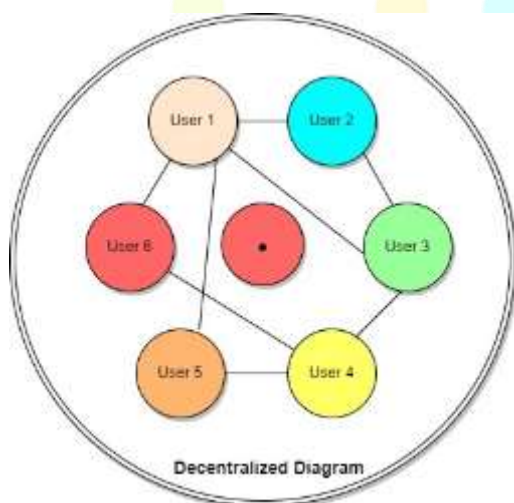 User 1
User 2
User 6
User 3
User 5
User 4
Decentralized Diagram